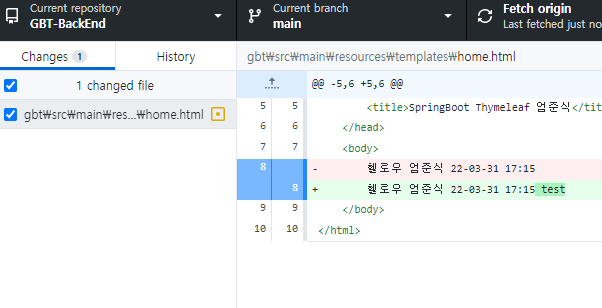 Current repository
GBT-BackEnd
Current branch
main
Fetch origin
Last fetched just no
Changes 1
History
1 changed file
gbt￦src￦main￦res...￦home.html
gbt￦src￦main￦resources￦templates￦home.html
@@ -5,6 +5,6 @@
5 5 <title>SpringBoot Thymeleaf 엄준식</tit
6 6 </head>
7 7 <body>
8 - 헬로우 엄준식 22-03-31 17:15
8 + 헬로우 엄준식 22-03-31 17:15 test
9 9 </body>
10 10 </html>